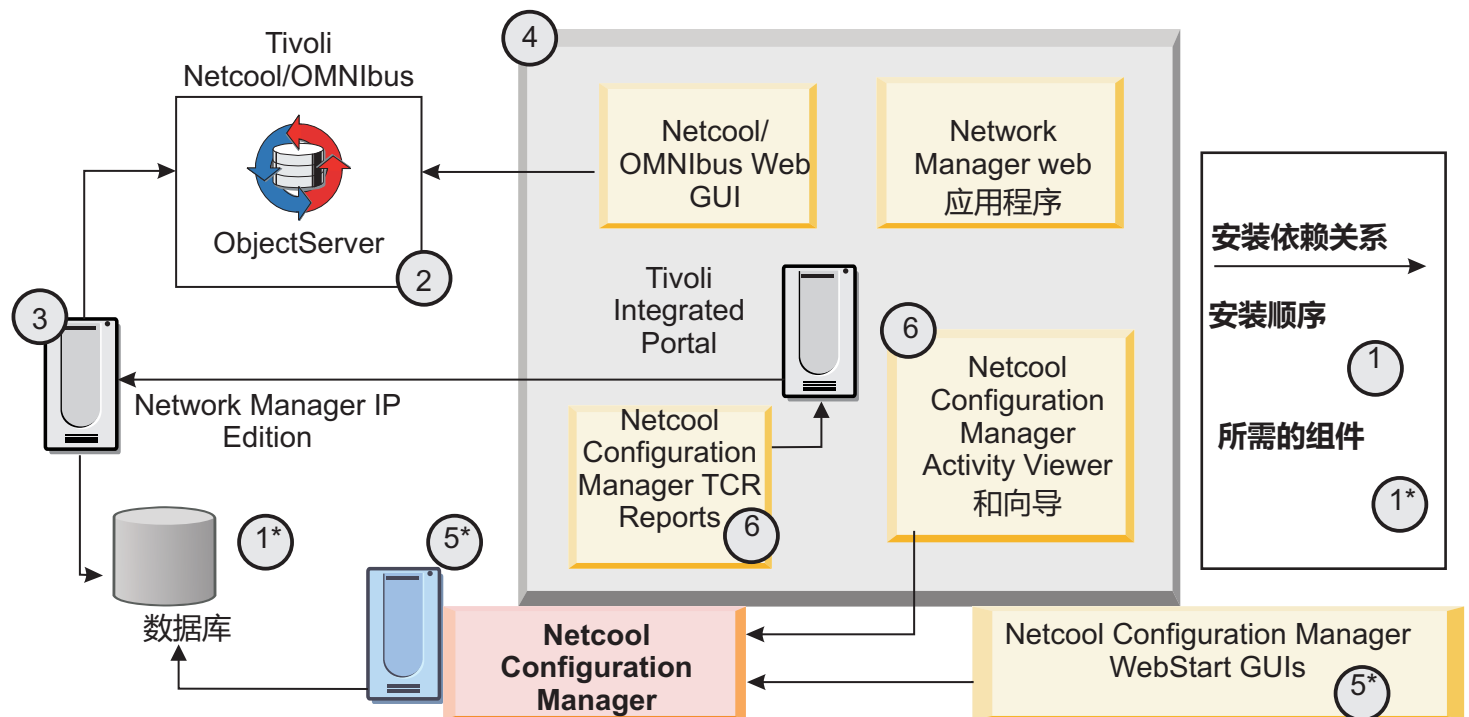 Tivoli
Netcool/OMNIbus
ObjectServer
2
3
4
Netcool/
OMNIbus Web
GUI
Network
Manager web
应用程序
Tivoli
Integrated
Portal
6
Netcool
Configuration
Manager
Activity Viewer
和向导
Netcool
Configuration
Manager TCR
Reports
6
Network Manager IP
Edition
1*
数据库
5*
Netcool
Configuration
Manager
Netcool Configuration Manager
WebStart GUIs
5*
安装依赖关系
安装顺序
1
所需的组件
1*